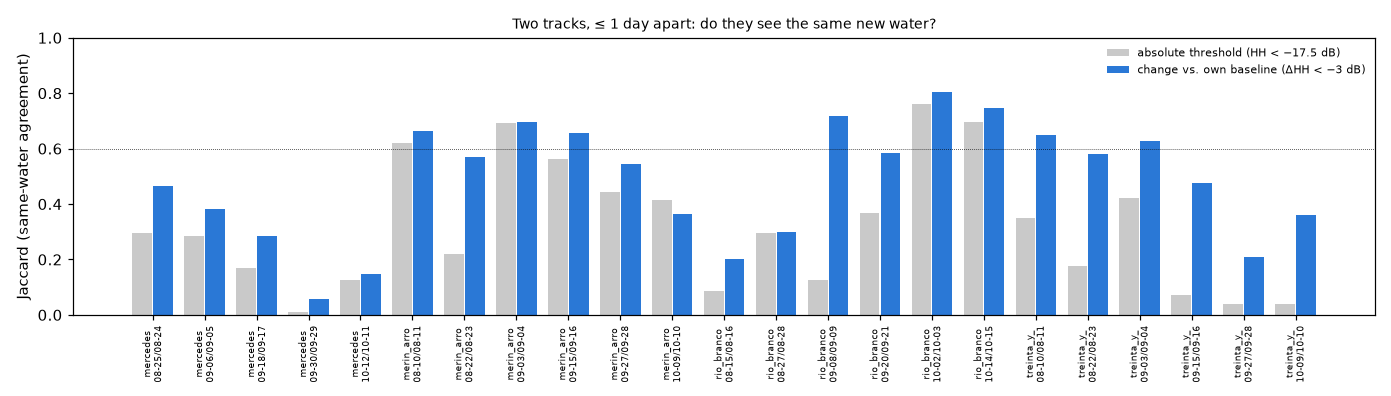 Two tracks, ≤ 1 day apart: do they see the same new water?
absolute threshold (HH < −17.5 dB)
change vs. own baseline (ΔHH < −3 dB)
Jaccard (same-water agreement)
1.0
0.8
0.6
0.4
0.2
0.0
mercedes
08-25/08-24
mercedes
09-06/09-05
mercedes
09-18/09-17
mercedes
09-30/09-29
mercedes
10-12/10-11
merin_arro
08-10/08-11
merin_arro
08-22/08-23
merin_arro
09-03/09-04
merin_arro
09-15/09-16
merin_arro
09-27/09-28
merin_arro
10-09/10-10
rio_branco
08-15/08-16
rio_branco
08-27/08-28
rio_branco
09-08/09-09
rio_branco
09-20/09-21
rio_branco
10-02/10-03
rio_branco
10-14/10-15
treinta_y_
08-10/08-11
treinta_y_
08-22/08-23
treinta_y_
09-03/09-04
treinta_y_
09-15/09-16
treinta_y_
09-27/09-28
treinta_y_
10-09/10-10